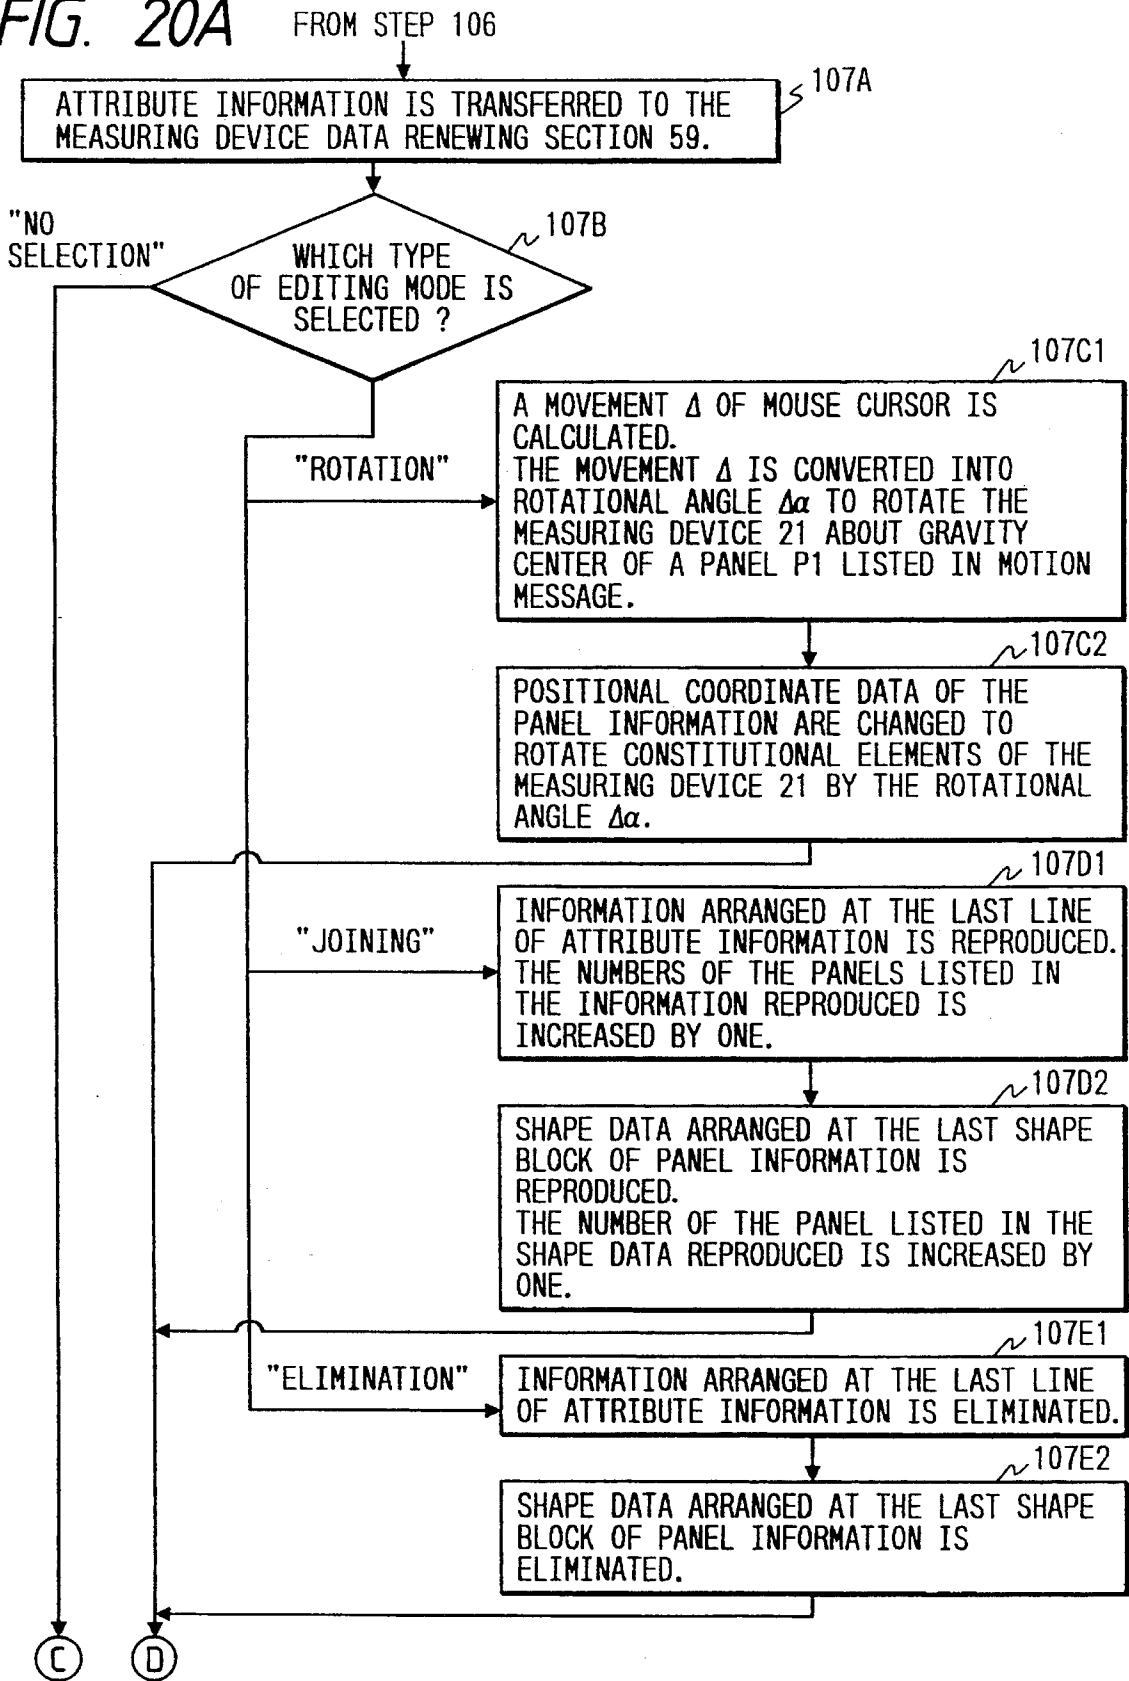 FIG. 20A
FROM STEP 106
107A
ATTRIBUTE INFORMATION IS TRANSFERRED TO THE
MEASURING DEVICE DATA RENEWING SECTION 59.
"NO
SELECTION"
107B
WHICH TYPE
OF EDITING MODE IS
SELECTED ?
107C1
"ROTATION"
A MOVEMENT Δ OF MOUSE CURSOR IS
CALCULATED.
THE MOVEMENT Δ IS CONVERTED INTO
ROTATIONAL ANGLE Δα TO ROTATE THE
MEASURING DEVICE 21 ABOUT GRAVITY
CENTER OF A PANEL P1 LISTED IN MOTION
MESSAGE.
107C2
POSITIONAL COORDINATE DATA OF THE
PANEL INFORMATION ARE CHANGED TO
ROTATE CONSTITUTIONAL ELEMENTS OF THE
MEASURING DEVICE 21 BY THE ROTATIONAL
ANGLE Δα.
107D1
"JOINING"
INFORMATION ARRANGED AT THE LAST LINE
OF ATTRIBUTE INFORMATION IS REPRODUCED.
THE NUMBERS OF THE PANELS LISTED IN
THE INFORMATION REPRODUCED IS
INCREASED BY ONE.
107D2
SHAPE DATA ARRANGED AT THE LAST SHAPE
BLOCK OF PANEL INFORMATION IS
REPRODUCED.
THE NUMBER OF THE PANEL LISTED IN THE
SHAPE DATA REPRODUCED IS INCREASED BY
ONE.
107E1
"ELIMINATION"
INFORMATION ARRANGED AT THE LAST LINE
OF ATTRIBUTE INFORMATION IS ELIMINATED.
107E2
SHAPE DATA ARRANGED AT THE LAST SHAPE
BLOCK OF PANEL INFORMATION IS
ELIMINATED.
C
D